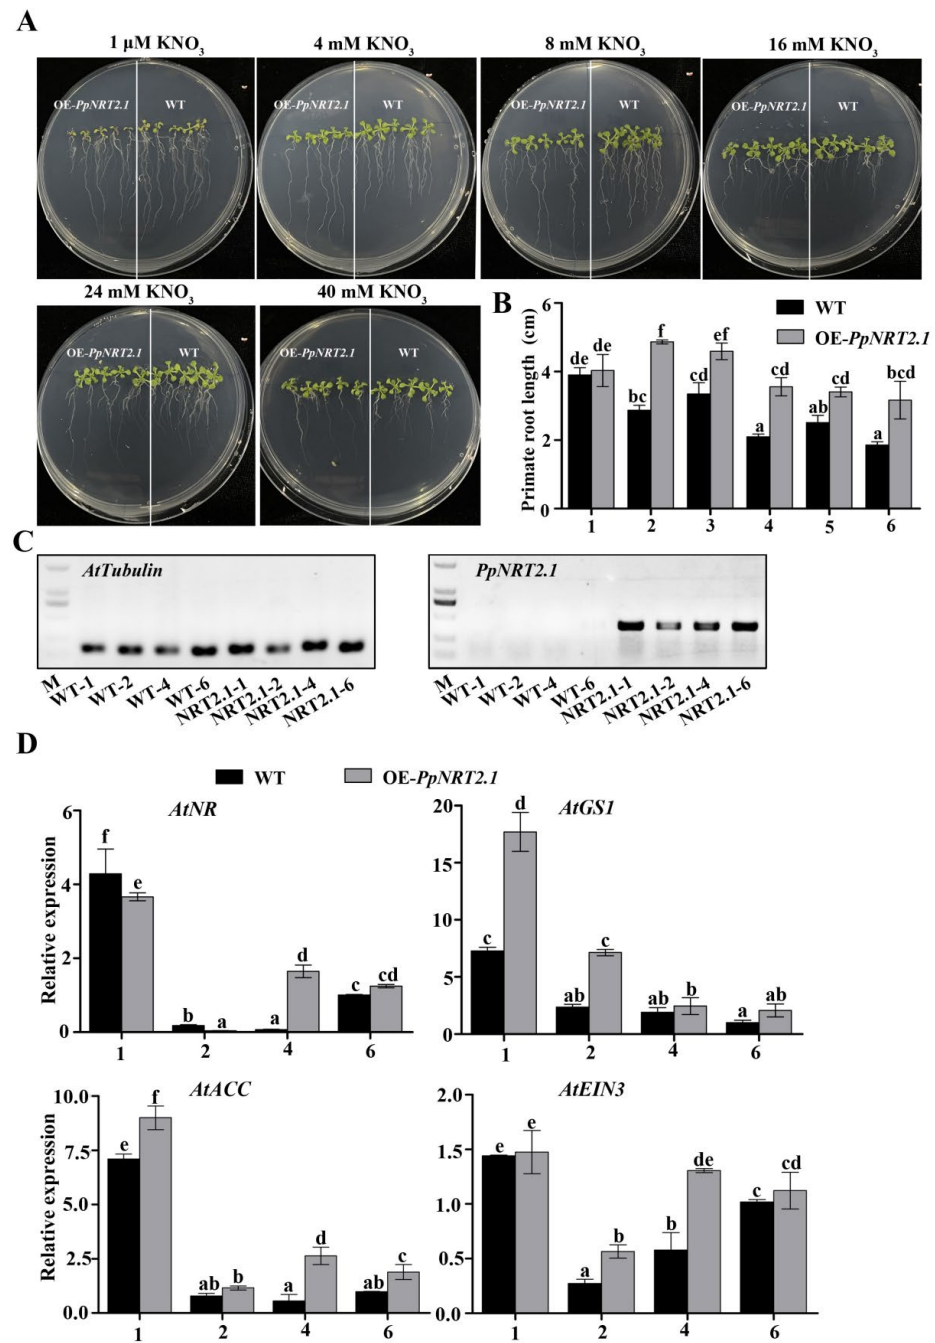 A
1 μM KNO3
4 mM KNO3
8 mM KNO3
16 mM KNO3
OE-PpNRT2.1 WT
OE-PpNRT2.1 WT
OE-PpNRT2.1 WT
OE-PpNRT2.1 WT
24 mM KNO3
40 mM KNO3
OE-PpNRT2.1 WT
OE-PpNRT2.1 WT
B
WT
OE-PpNRT2.1
Primate root length (cm)
6
4
2
0
de de bc f cd ef a cd ab cd a bcd
1 2 3 4 5 6
C
AtTubulin
M WT-1 WT-2 WT-4 WT-6 NRT2.1-1 NRT2.1-2 NRT2.1-4 NRT2.1-6
PpNRT2.1
M WT-1 WT-2 WT-4 WT-6 NRT2.1-1 NRT2.1-2 NRT2.1-4 NRT2.1-6
D
WT OE-PpNRT2.1
AtNR
Relative expression
6
4
2
0
f e b a a d c cd
1 2 4 6
AtGS1
20
15
10
5
0
c d ab c ab b a ab
1 2 4 6
AtACC
Relative expression
10.0
7.5
5.0
2.5
0.0
e f ab b a d ab c
1 2 4 6
AtEIN3
2.0
1.5
1.0
0.5
0.0
e e a b b de c cd
1 2 4 6